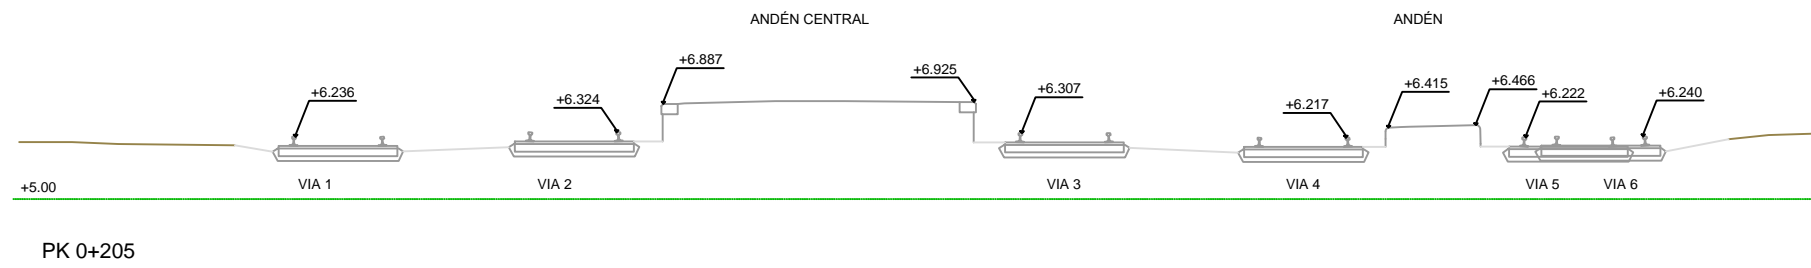 ANDÉN CENTRAL
ANDÉN
+6.887
+6.925
+6.236
+6.324
+6.307
+6.217
+6.415
+6.466
+6.222
+6.240
+5.00
VIA 1
VIA 2
VIA 3
VIA 4
VIA 5
VIA 6
PK 0+205